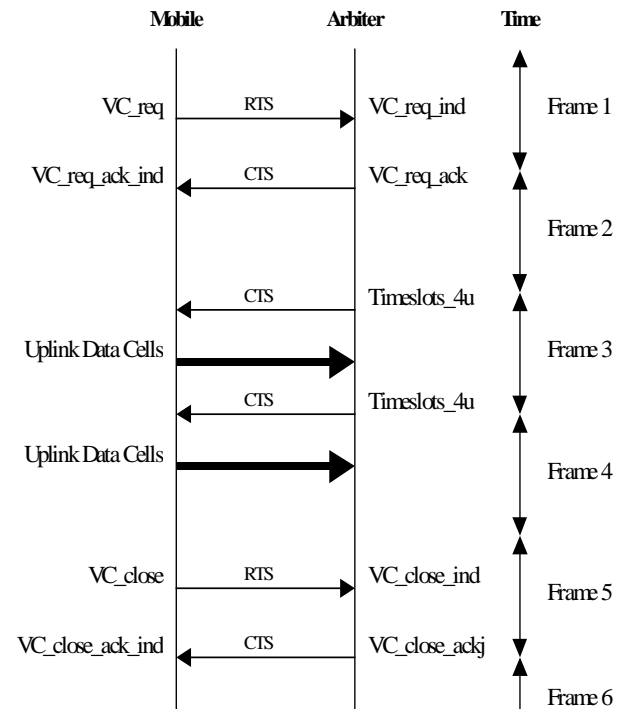 Mobile Arbiter Time
VC_req RTS VC_req_ind Frame 1
VC_req_ack_ind CTS VC_req_ack
Frame 2
CTS Timeslots_4u
Uplink Data Cells Frame 3
CTS Timeslots_4u
Uplink Data Cells Frame 4
VC_close RTS VC_close_ind Frame 5
VC_close_ack_ind CTS VC_close_ackj
Frame 6